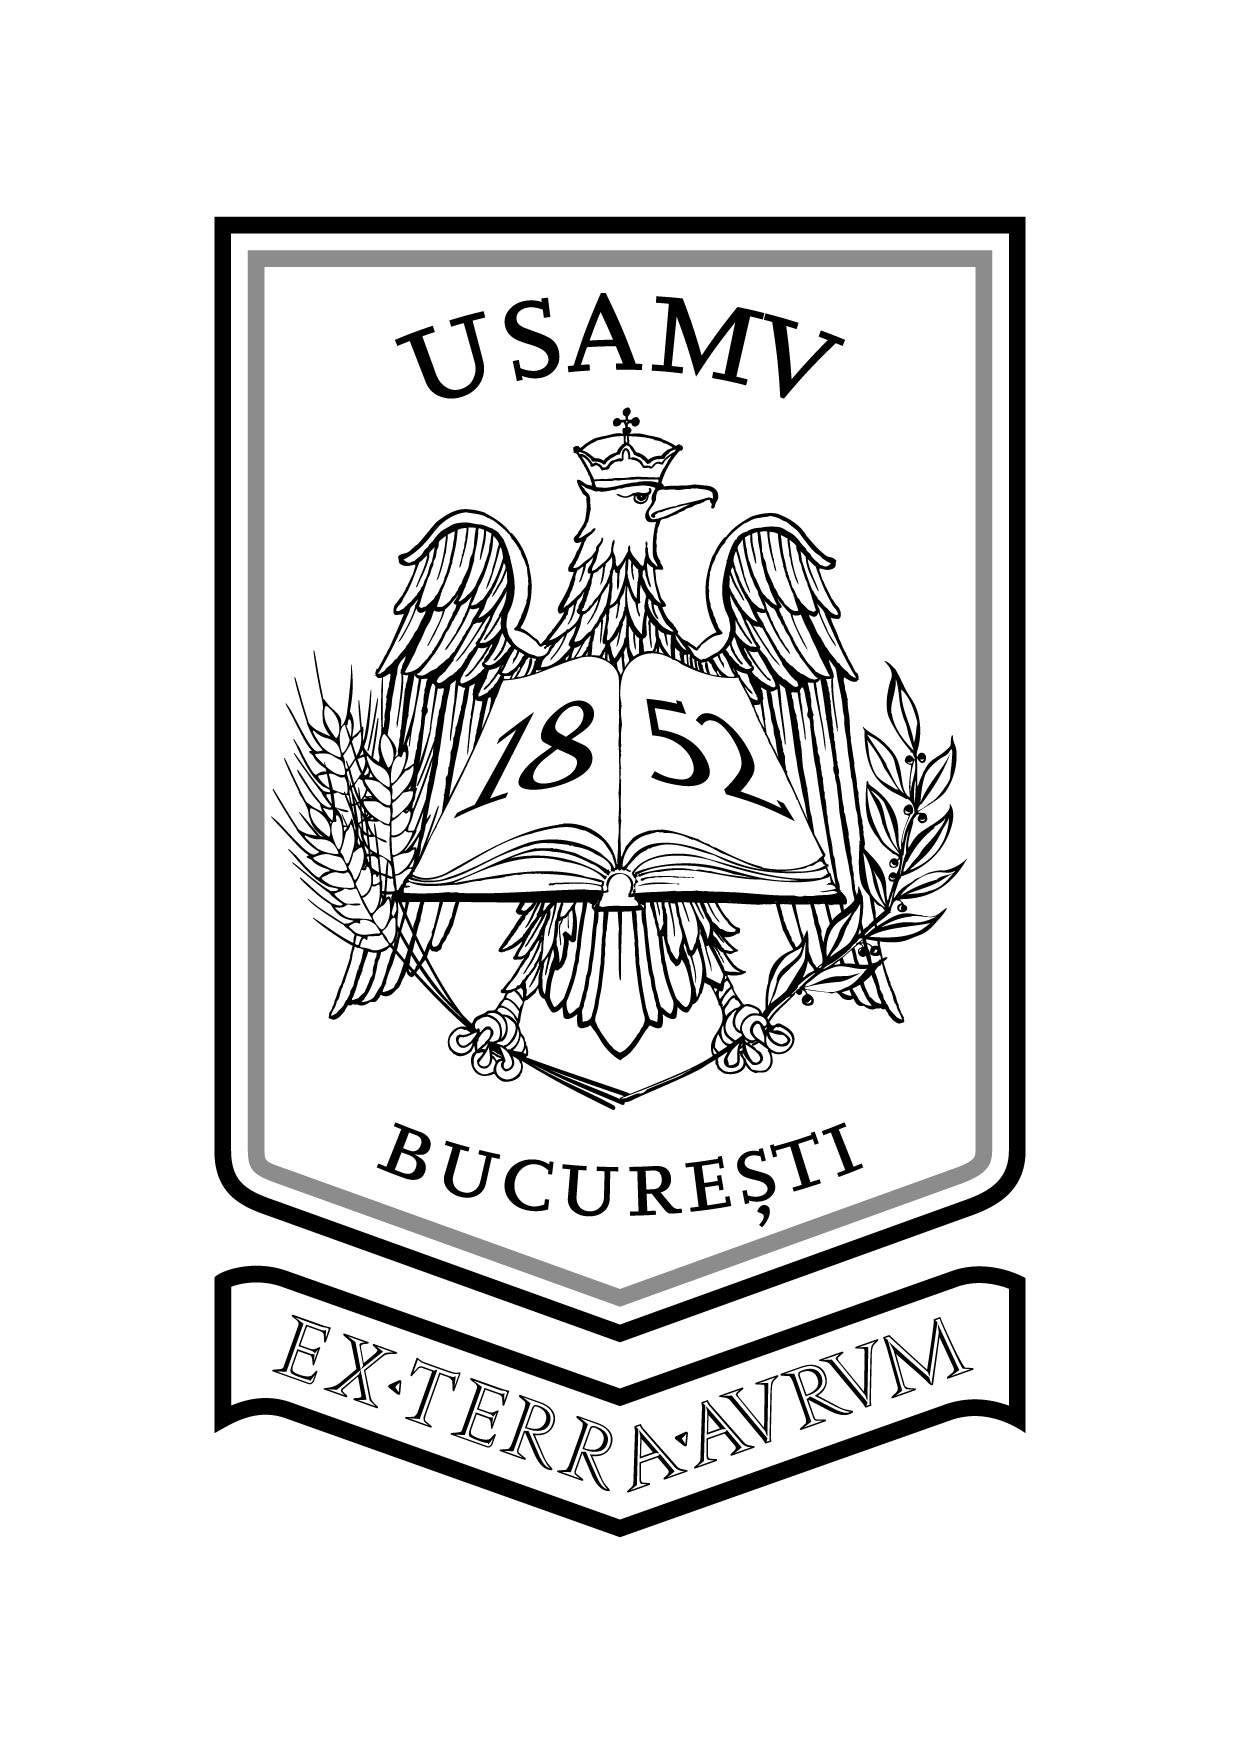 USAMV
1852
BUCUREȘTI
EX·TERRA·AVRVM